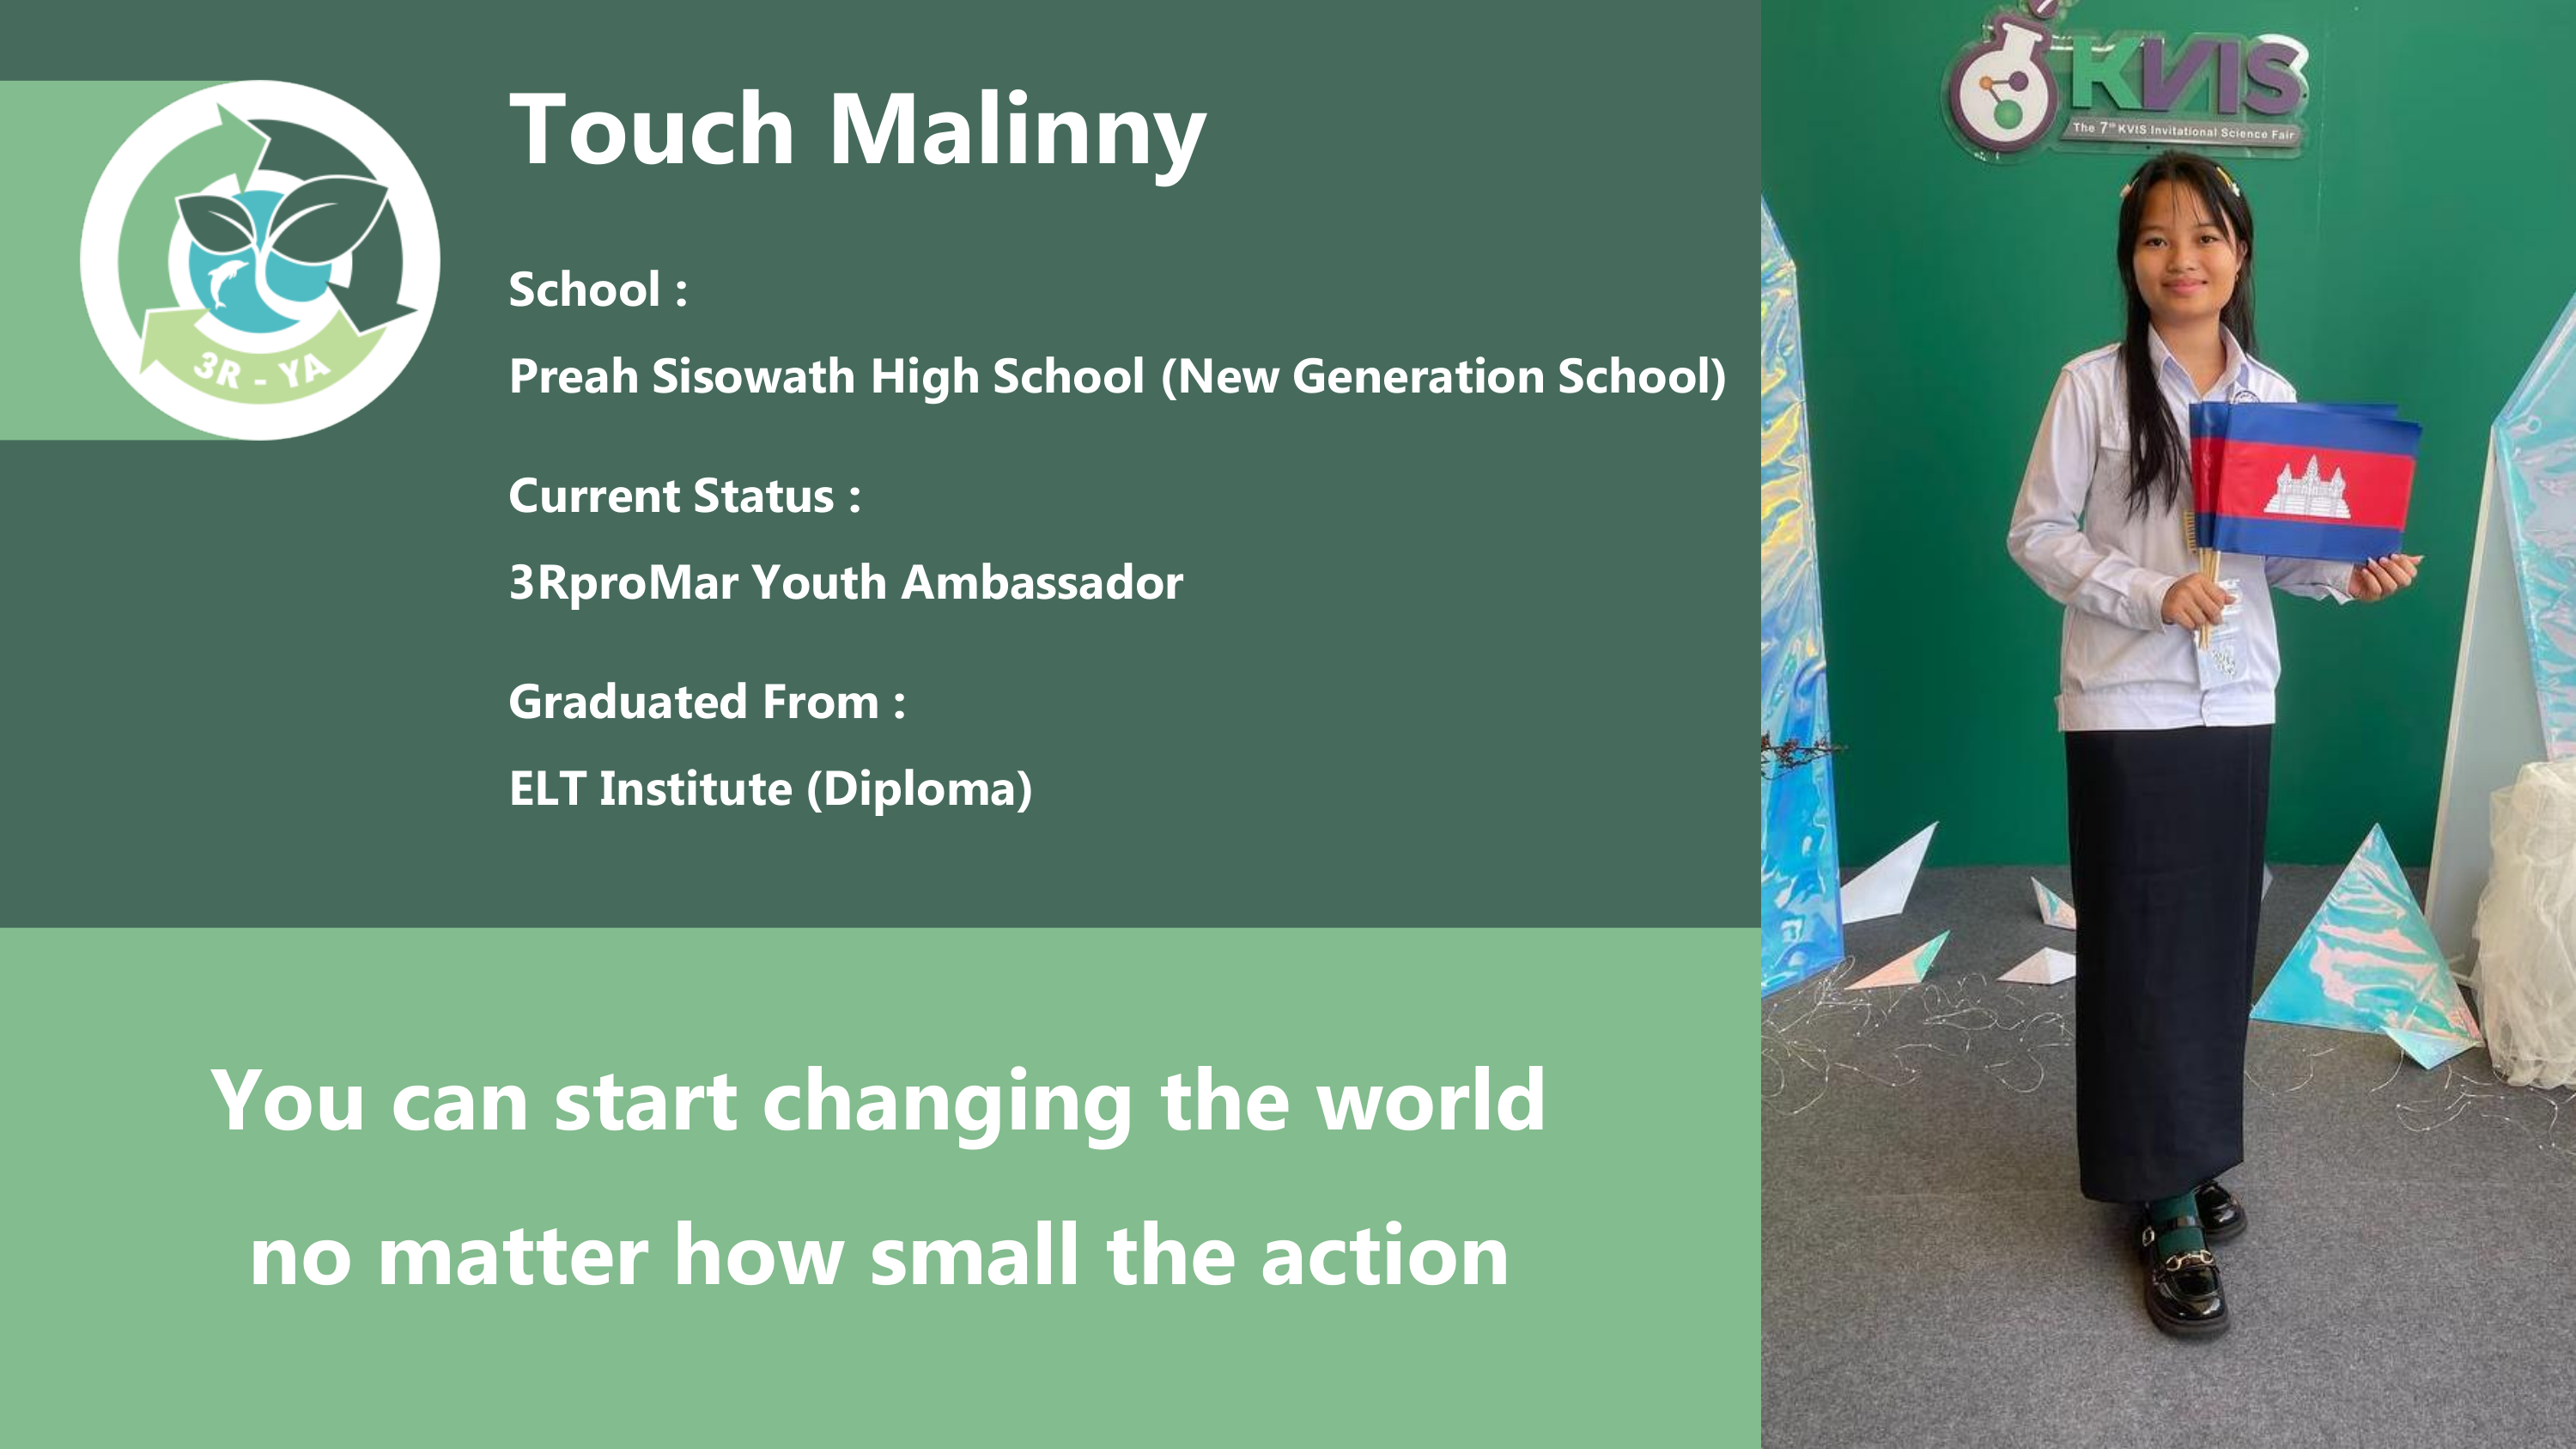 Touch Malinny
School :
Preah Sisowath High School (New Generation School)
Current Status :
3RproMar Youth Ambassador
Graduated From :
ELT Institute (Diploma)
3R - YA
You can start changing the world
no matter how small the action
KVIS
The 7th KVIS Invitational Science Fair